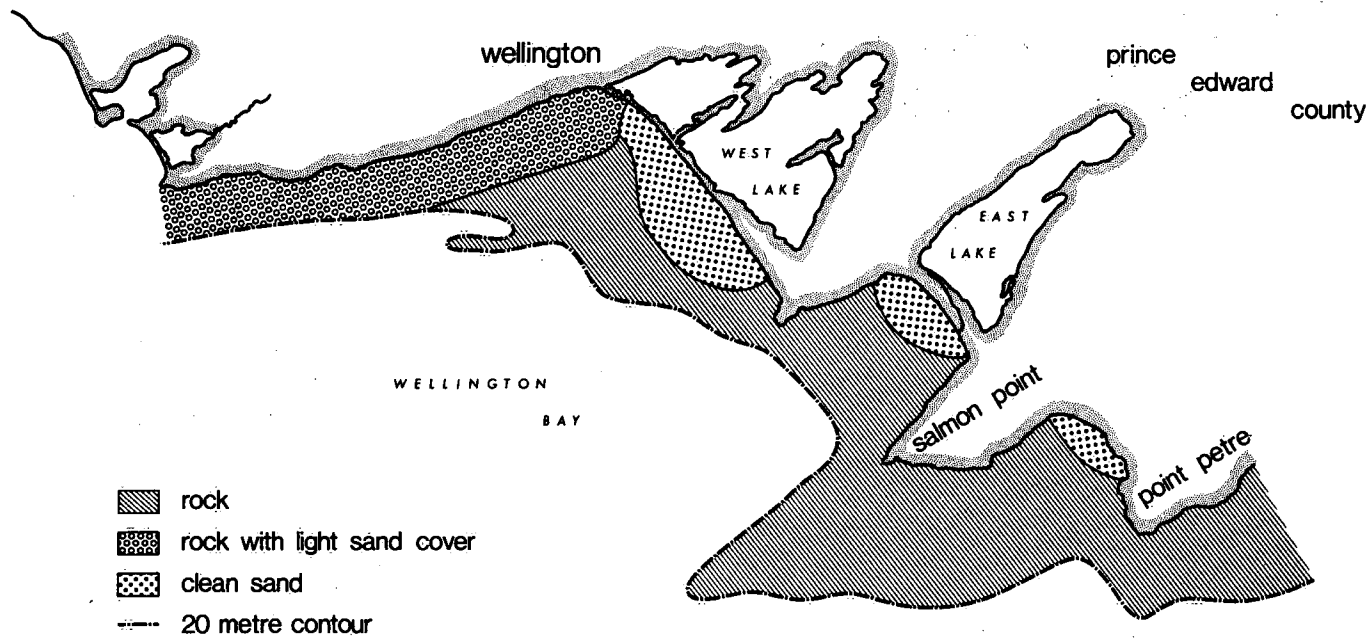 wellington
prince
edward
county
WEST
LAKE
EAST
LAKE
WELLINGTON
BAY
salmon point
point petre
rock
rock with light sand cover
clean sand
20 metre contour